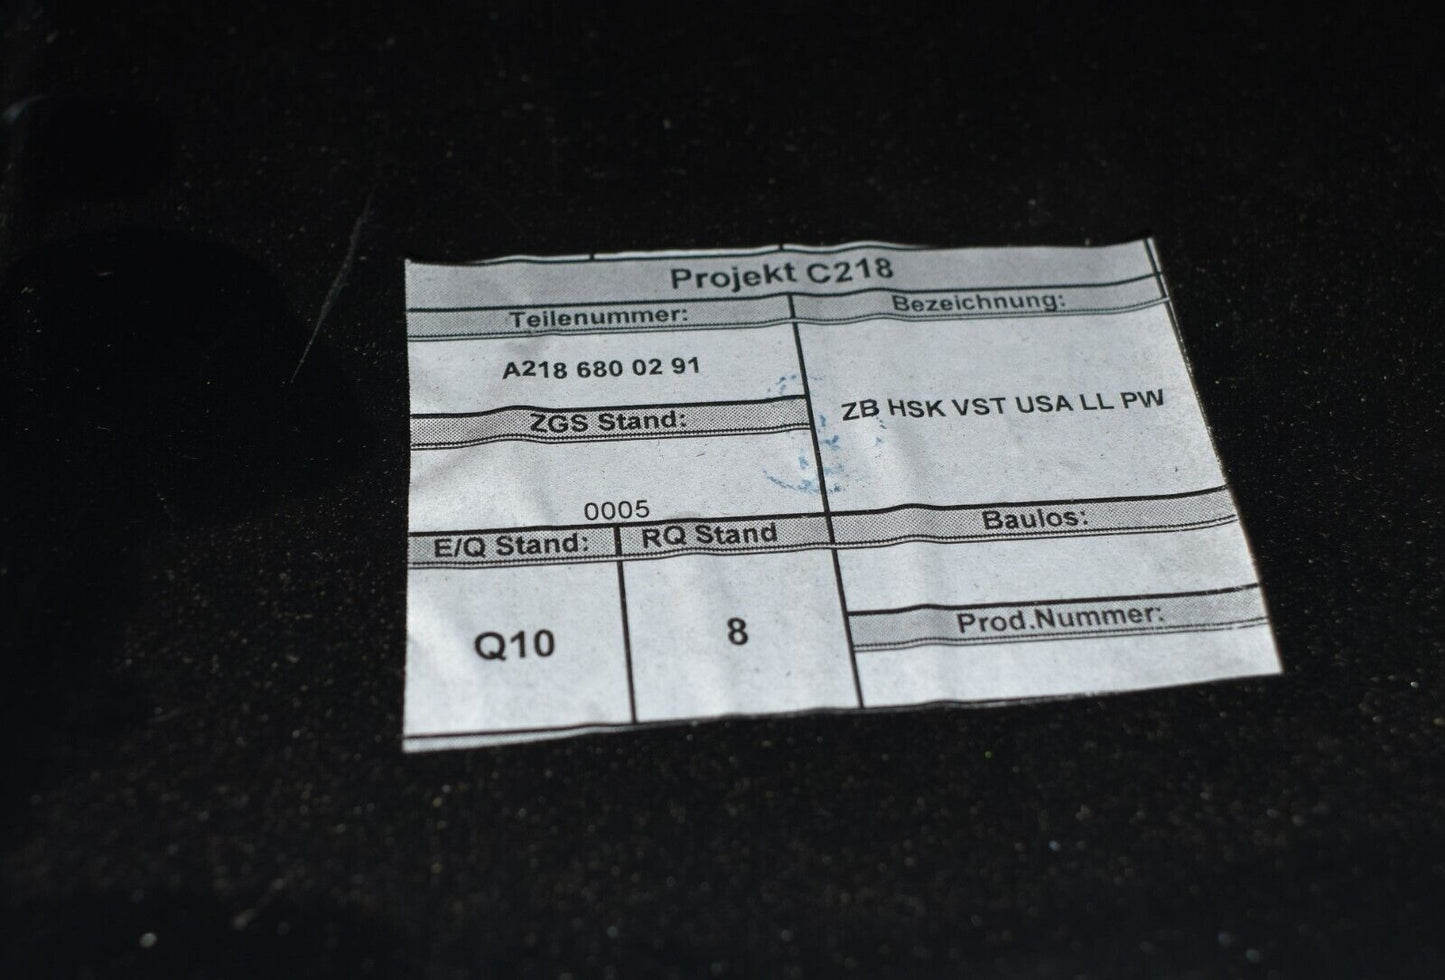 Projekt C218
Teilenummer:
Bezeichnung:
A218 680 02 91
ZB HSK VST USA LL PW
ZGS Stand:
0005
E/Q Stand:
RQ Stand
Baulos:
Q10
8
Prod.Nummer: